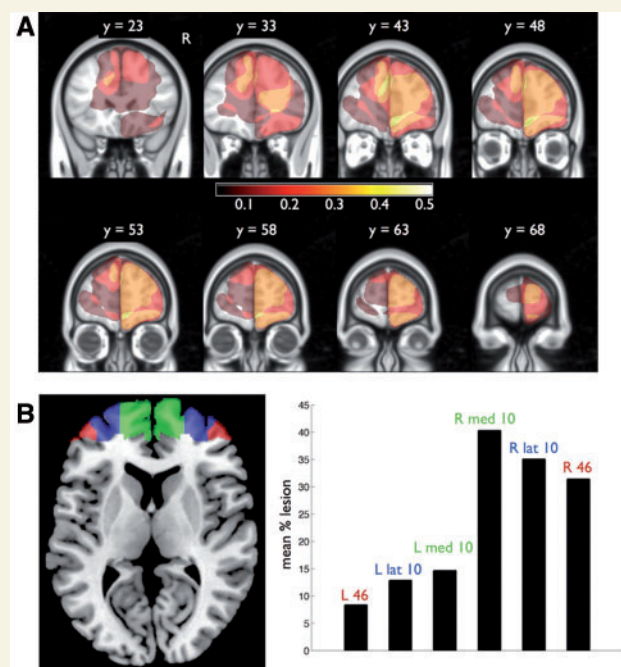 A
y = 23
R
y = 33
y = 43
y = 48
0.1 0.2 0.3 0.4 0.5
y = 53
y = 58
y = 63
y = 68
B
mean % lesion
45
40
35
30
25
20
15
10
5
0
L 46
L lat 10
L med 10
R med 10
R lat 10
R 46